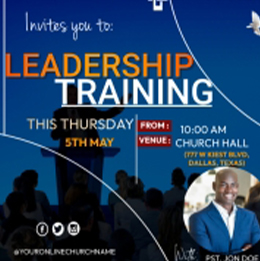 Invites you to:
LEADERSHIP
TRAINING
THIS THURSDAY
5TH MAY
FROM:
10:00 AM
VENUE:
CHURCH HALL
(777 W KIEST BLVD,
DALLAS, TEXAS)
@YOURONLINECHURCHNAME
With
PST. JON DOE